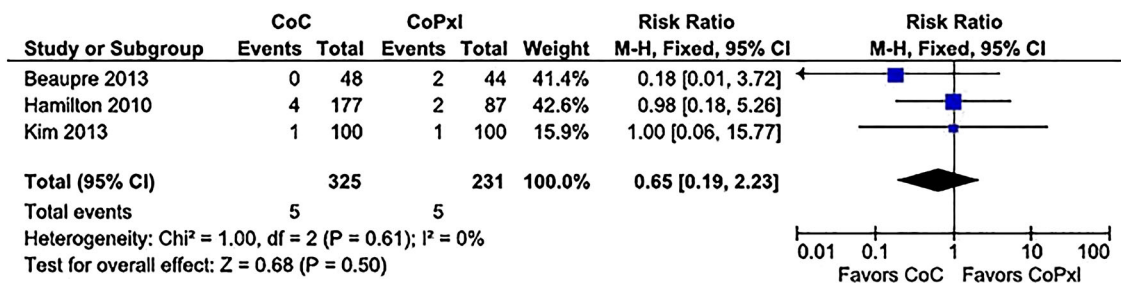 CoC CoPxl Risk Ratio Risk Ratio
Study or Subgroup Events Total Events Total Weight M-H, Fixed, 95% CI M-H, Fixed, 95% CI
Beaupre 2013 0 48 2 44 41.4% 0.18 [0.01, 3.72]
Hamilton 2010 4 177 2 87 42.6% 0.98 [0.18, 5.26]
Kim 2013 1 100 1 100 15.9% 1.00 [0.06, 15.77]
Total (95% CI) 325 231 100.0% 0.65 [0.19, 2.23]
Total events 5 5
Heterogeneity: Chi² = 1.00, df = 2 (P = 0.61); I² = 0%
Test for overall effect: Z = 0.68 (P = 0.50)
0.01 0.1 1 10 100
Favors CoC Favors CoPxl